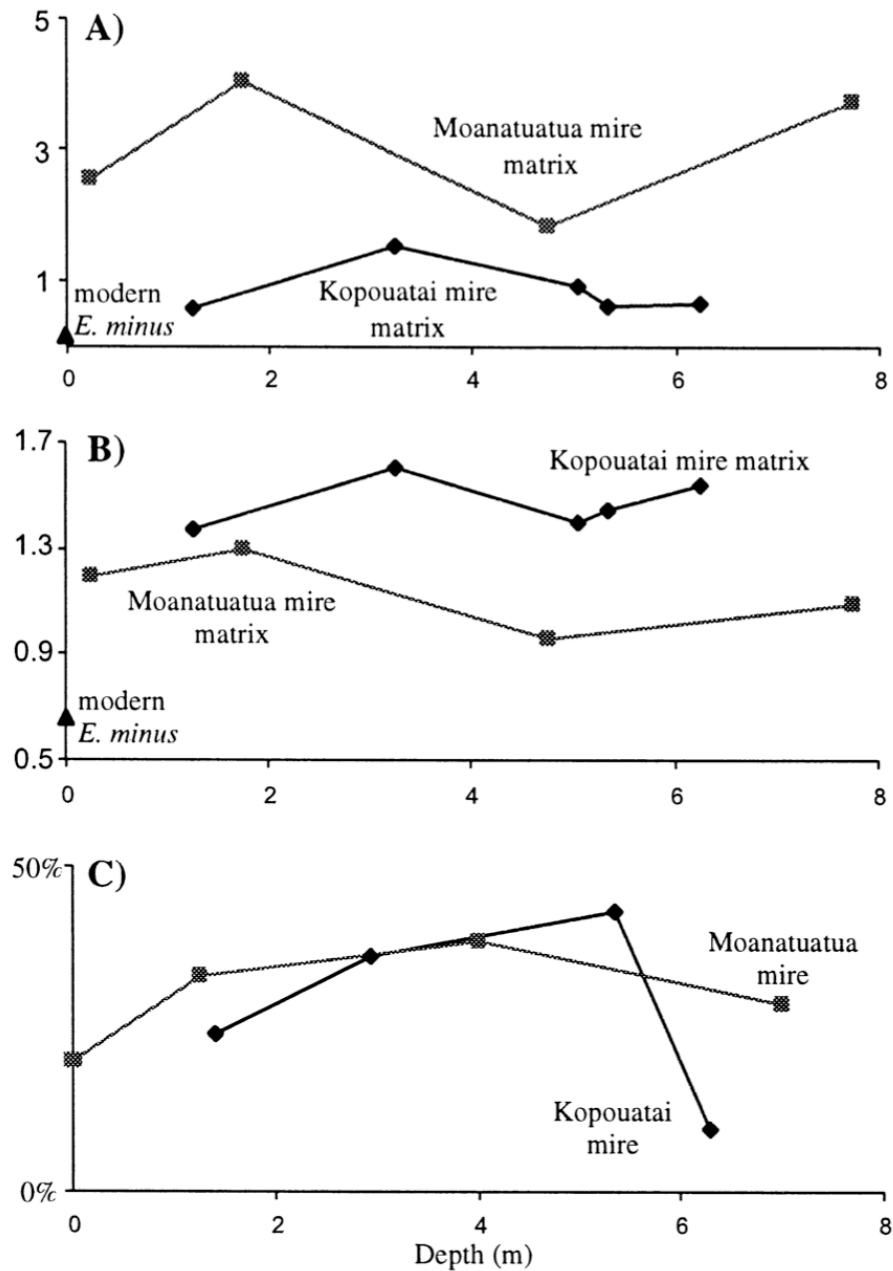 A)
5
3
1
Moanatuatua mire
matrix
modern
E. minus
Kopouatai mire
matrix
0 2 4 6 8
B)
1.7
1.3
0.9
0.5
Kopouatai mire matrix
Moanatuatua mire
matrix
modern
E. minus
0 2 4 6 8
C)
50%
0%
Moanatuatua
mire
Kopouatai
mire
0 2 4 6 8
Depth (m)